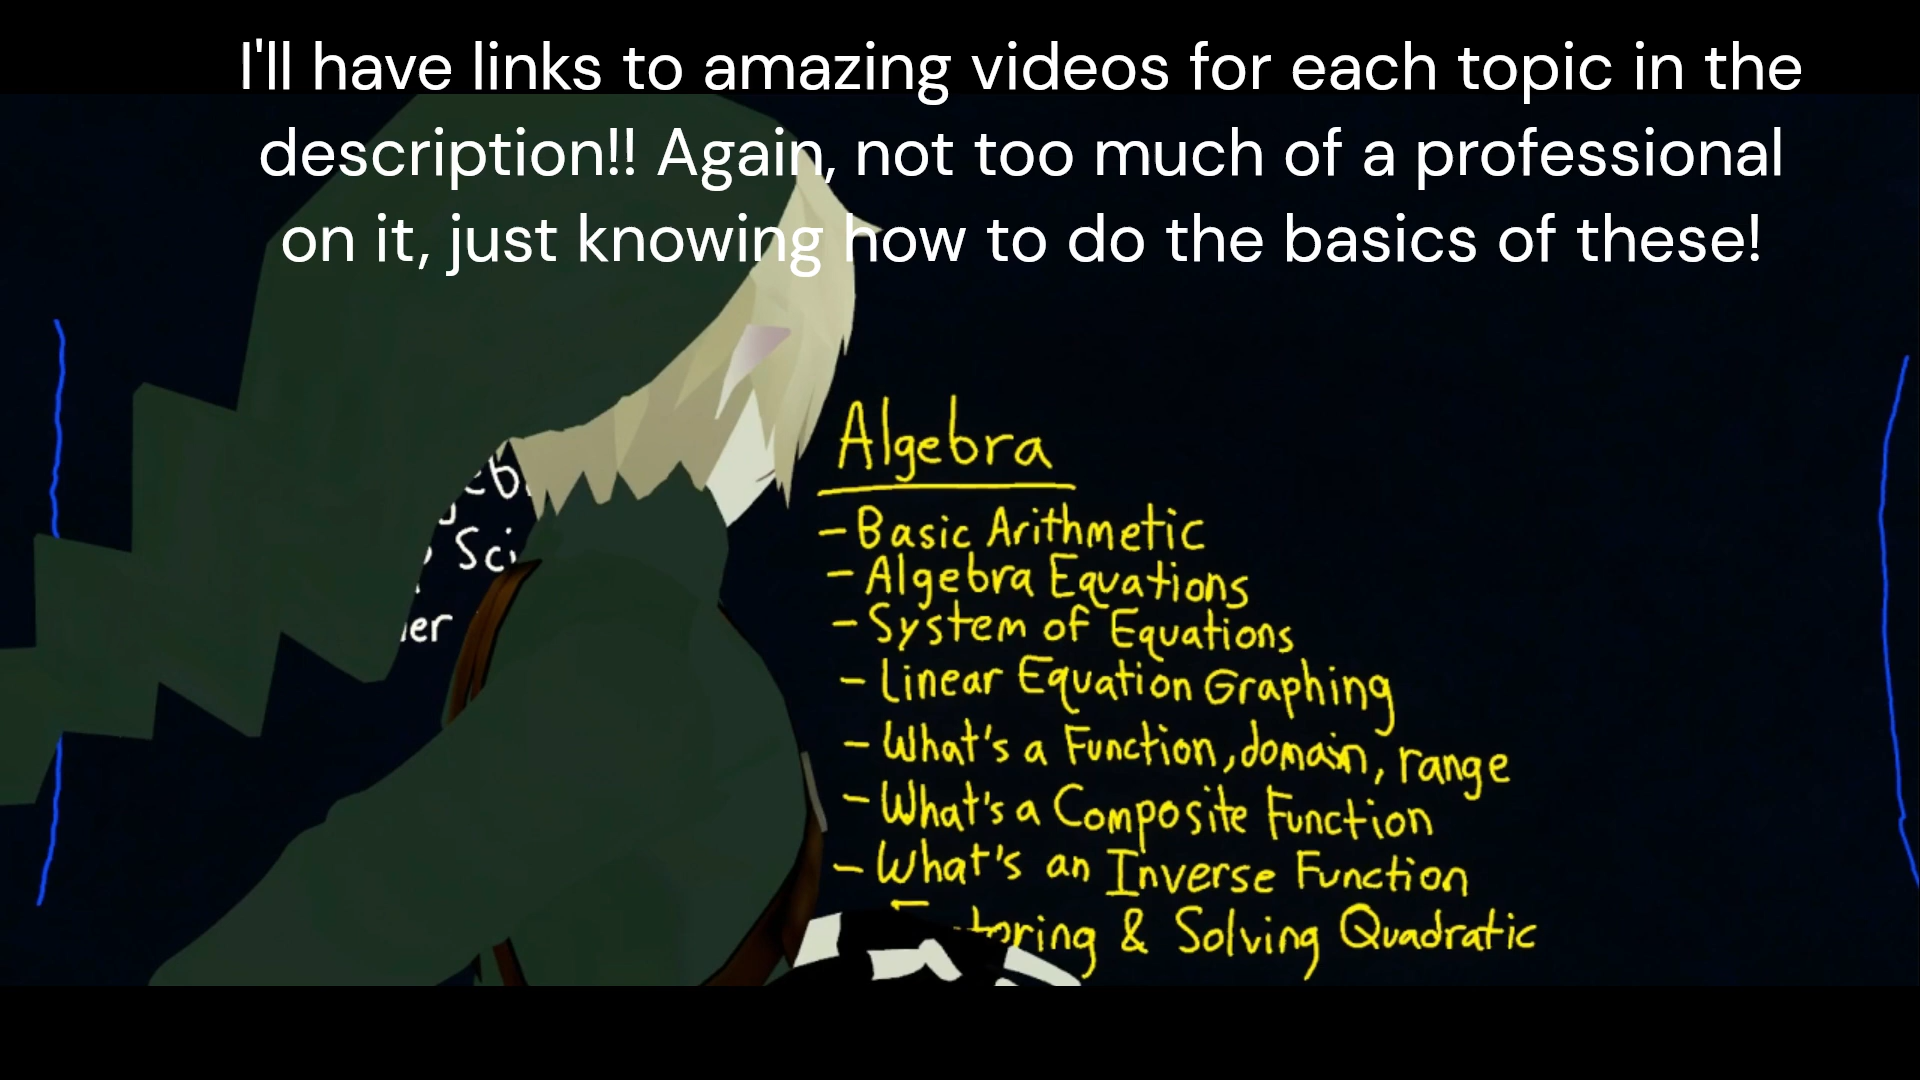 I'll have links to amazing videos for each topic in the
description!! Again, not too much of a professional
on it, just knowing how to do the basics of these!
Algebra
- Basic Arithmetic
- Algebra Equations
- System of Equations
- Linear Equation Graphing
- What's a Function, domain, range
- What's a Composite Function
- What's an Inverse Function
& Solving Quadratic